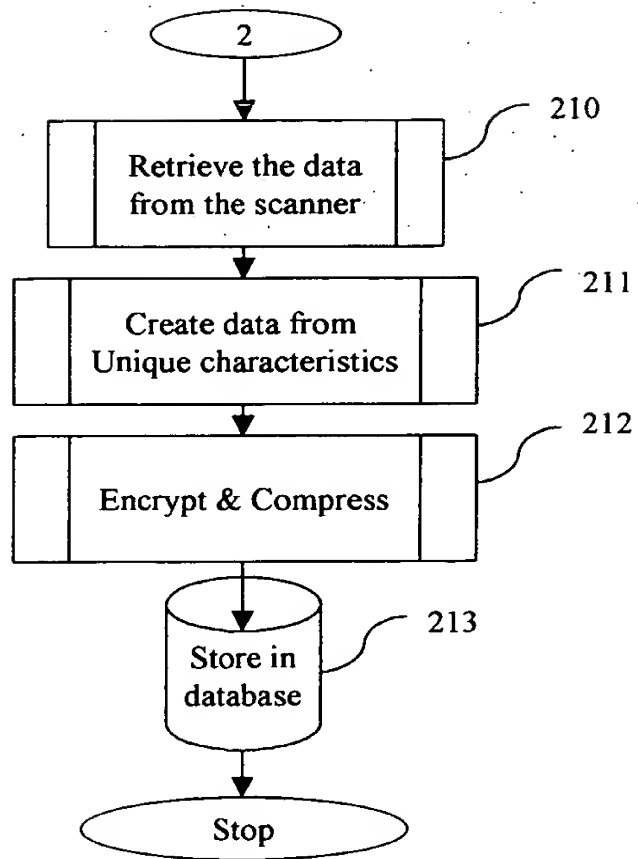 2
210
Retrieve the data
from the scanner
211
Create data from
Unique characteristics
212
Encrypt & Compress
213
Store in
database
Stop